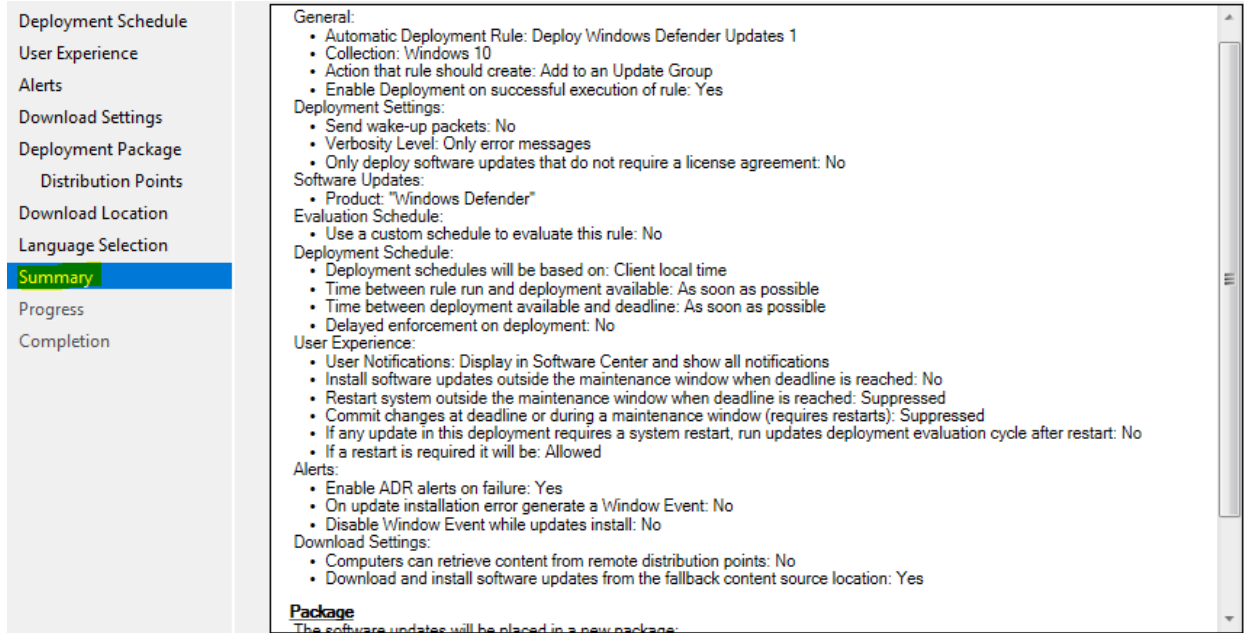 Deployment Schedule
User Experience
Alerts
Download Settings
Deployment Package
Distribution Points
Download Location
Language Selection
Summary
Progress
Completion
General:
• Automatic Deployment Rule: Deploy Windows Defender Updates 1
• Collection: Windows 10
• Action that rule should create: Add to an Update Group
• Enable Deployment on successful execution of rule: Yes
Deployment Settings:
• Send wake-up packets: No
• Verbosity Level: Only error messages
• Only deploy software updates that do not require a license agreement: No
Software Updates:
• Product: "Windows Defender"
Evaluation Schedule:
• Use a custom schedule to evaluate this rule: No
Deployment Schedule:
• Deployment schedules will be based on: Client local time
• Time between rule run and deployment available: As soon as possible
• Time between deployment available and deadline: As soon as possible
• Delayed enforcement on deployment: No
User Experience:
• User Notifications: Display in Software Center and show all notifications
• Install software updates outside the maintenance window when deadline is reached: No
• Restart system outside the maintenance window when deadline is reached: Suppressed
• Commit changes at deadline or during a maintenance window (requires restarts): Suppressed
• If any update in this deployment requires a system restart, run updates deployment evaluation cycle after restart: No
• If a restart is required it will be: Allowed
Alerts:
• Enable ADR alerts on failure: Yes
• On update installation error generate a Window Event: No
• Disable Window Event while updates install: No
Download Settings:
• Computers can retrieve content from remote distribution points: No
• Download and install software updates from the fallback content source location: Yes
Package
The software updates will be placed in a new package: